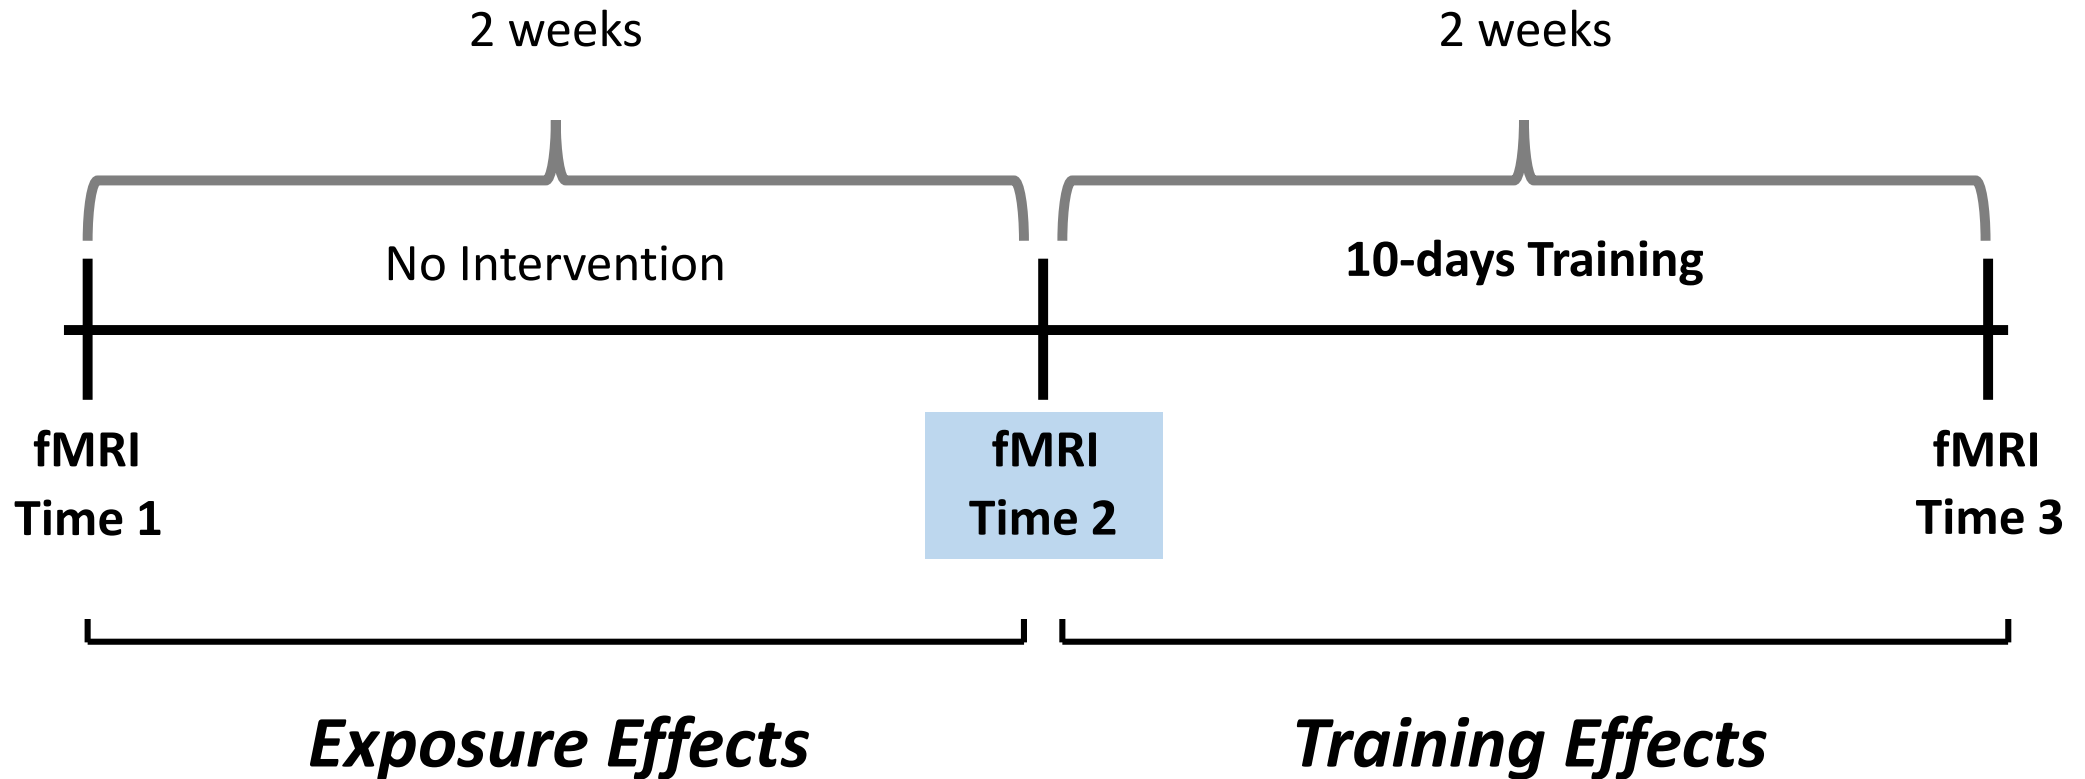 2 weeks
2 weeks
No Intervention
10-days Training
fMRI
Time 1
fMRI
Time 2
fMRI
Time 3
Exposure Effects
Training Effects